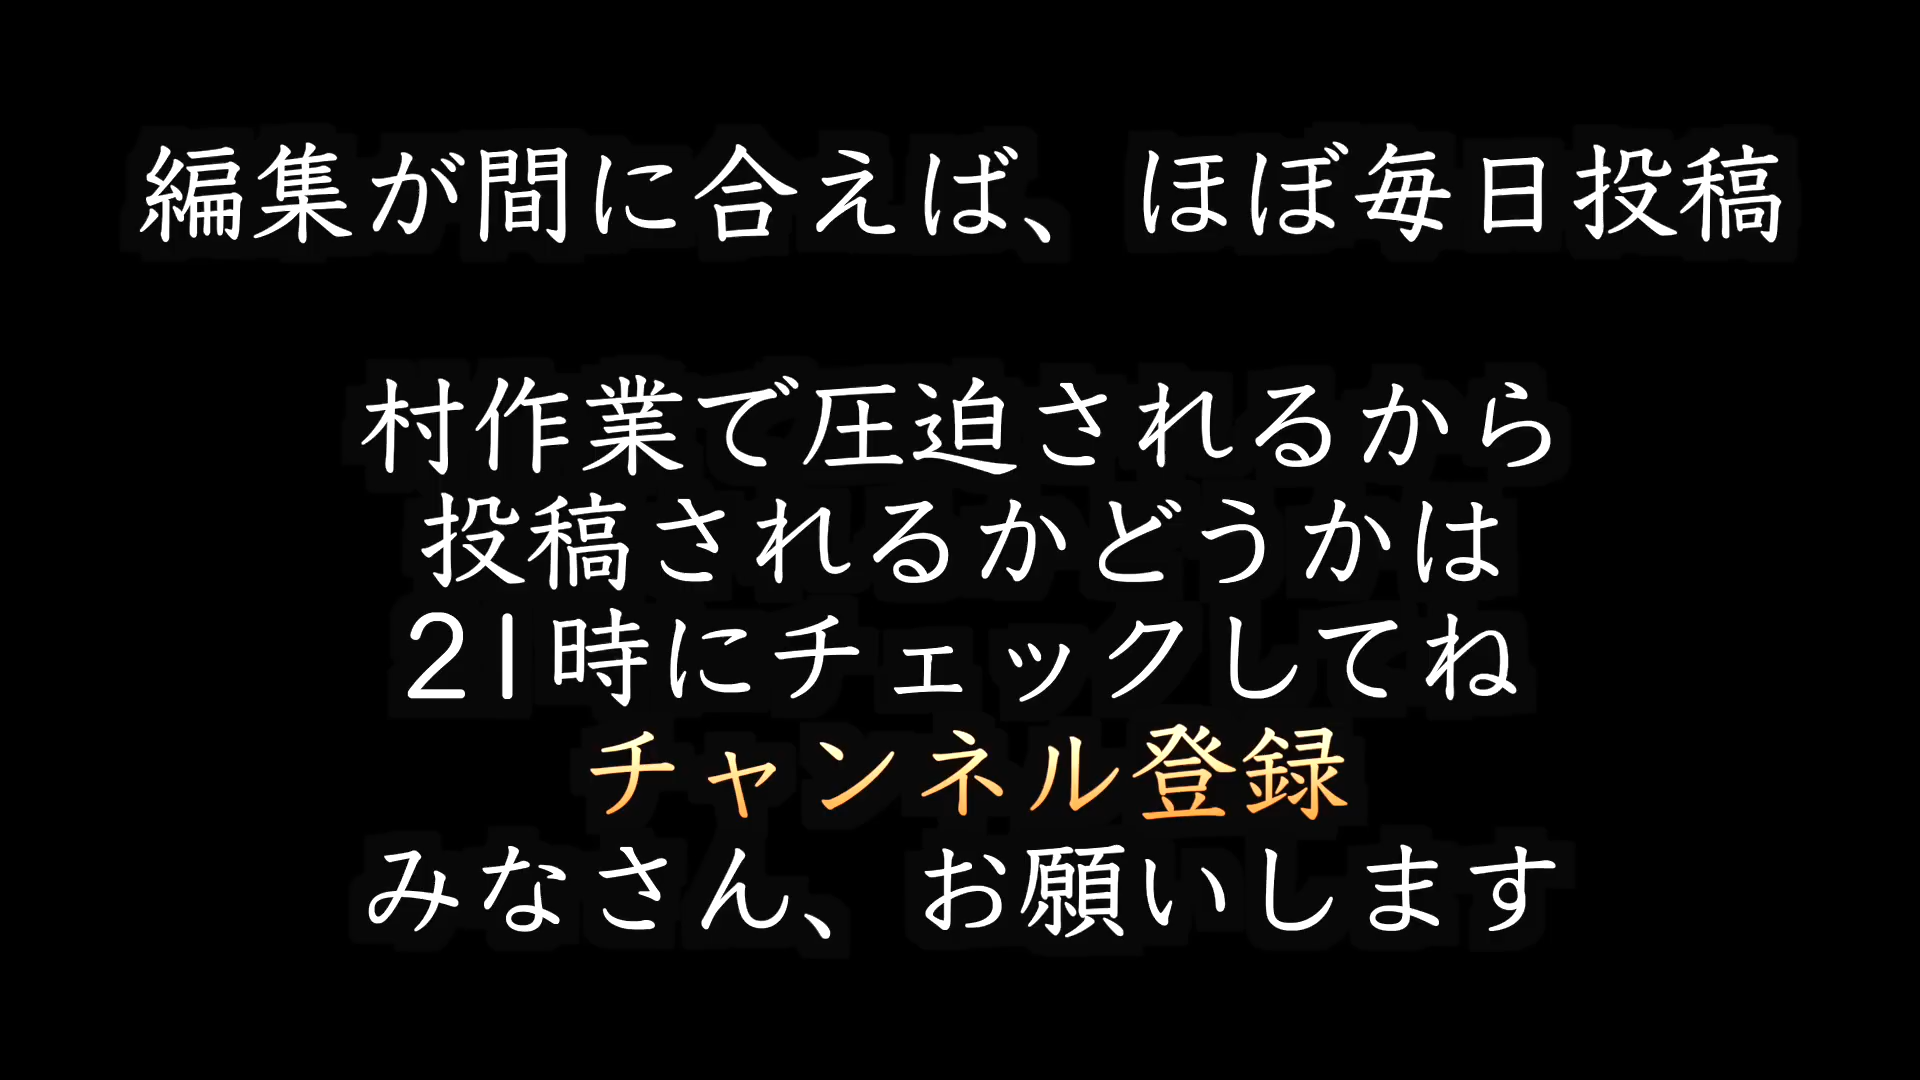 編集が間に合えば、ほぼ毎日投稿
村作業で圧迫されるから
投稿されるかどうかは
21時にチェックしてね
チャンネル登録
みなさん、お願いします